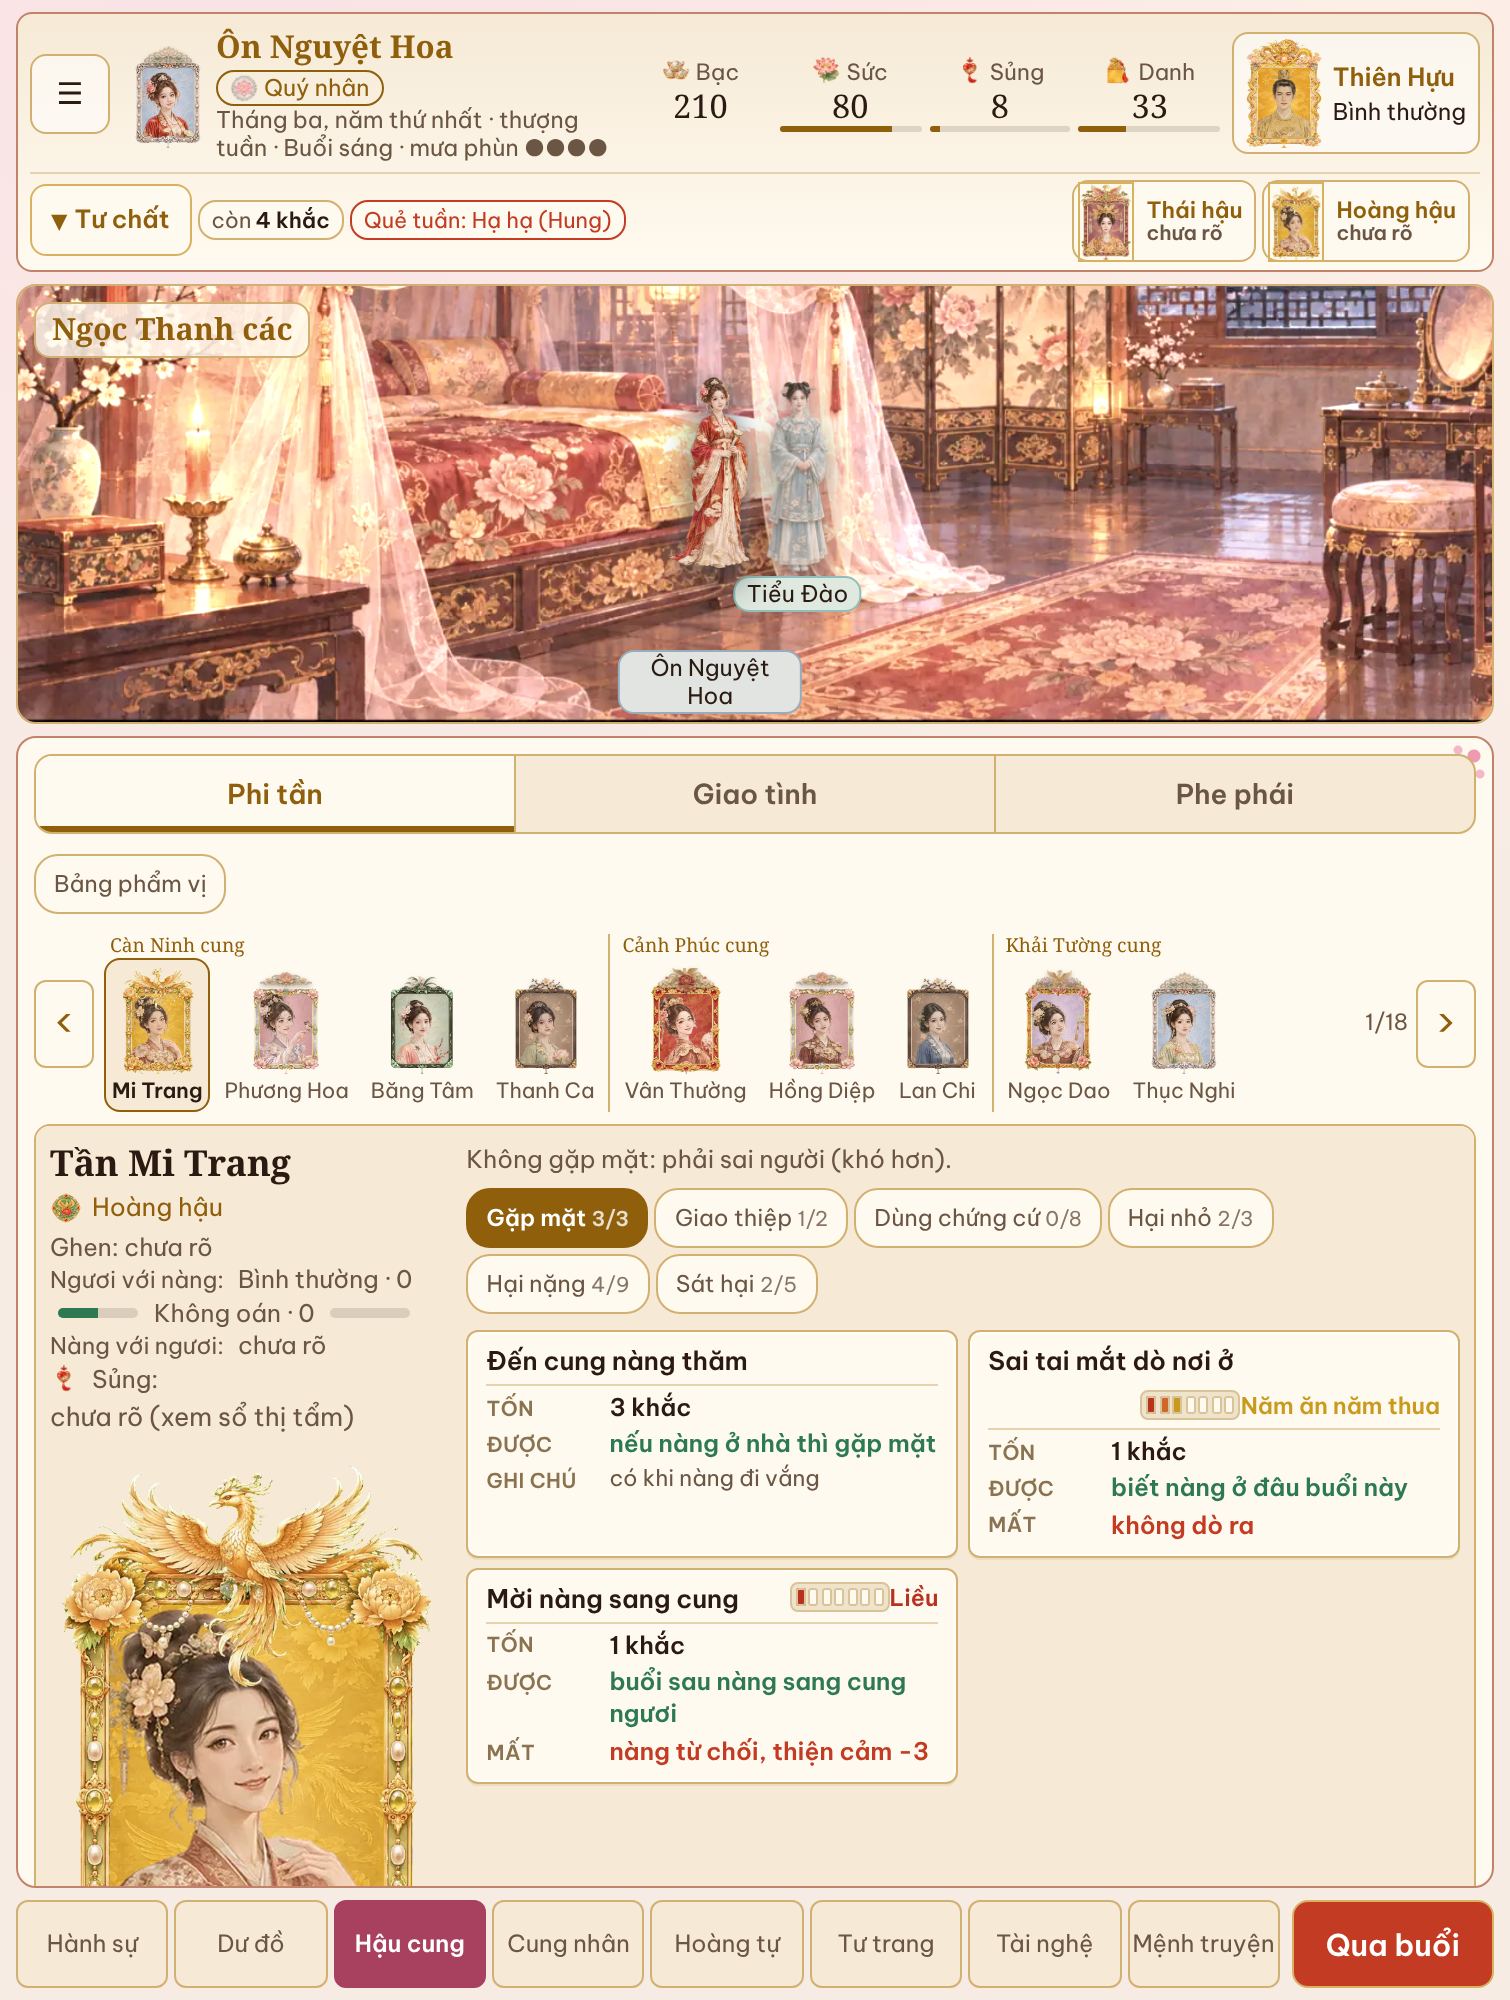 ☰
Ôn Nguyệt Hoa
Quý nhân
Tháng ba, năm thứ nhất · thượng
tuần · Buổi sáng · mưa phùn
Bạc
210
Sức
80
Sủng
8
Danh
33
Thiên Hựu
Bình thường
▼ Tư chất
còn 4 khắc
Quẻ tuần: Hạ hạ (Hung)
Thái hậu
chưa rõ
Hoàng hậu
chưa rõ
Ngọc Thanh các
Tiểu Đào
Ôn Nguyệt
Hoa
Phi tần
Giao tình
Phe phái
Bảng phẩm vị
Càn Ninh cung
Cảnh Phúc cung
Khải Tường cung
‹
Mi Trang
Phương Hoa
Băng Tâm
Thanh Ca
Vân Thường
Hồng Diệp
Lan Chi
Ngọc Dao
Thục Nghi
1/18
›
Tần Mi Trang
Hoàng hậu
Ghen: chưa rõ
Ngươi với nàng: Bình thường · 0
Không oán · 0
Nàng với ngươi: chưa rõ
Sủng:
chưa rõ (xem sổ thị tẩm)
Không gặp mặt: phải sai người (khó hơn).
Gặp mặt 3/3
Giao thiệp 1/2
Dùng chứng cứ 0/8
Hại nhỏ 2/3
Hại nặng 4/9
Sát hại 2/5
Đến cung nàng thăm
TỐN 3 khắc
ĐƯỢC nếu nàng ở nhà thì gặp mặt
GHI CHÚ có khi nàng đi vắng
Sai tai mắt dò nơi ở
Năm ăn năm thua
TỐN 1 khắc
ĐƯỢC biết nàng ở đâu buổi này
MẤT không dò ra
Mời nàng sang cung
Liều
TỐN 1 khắc
ĐƯỢC buổi sau nàng sang cung
ngươi
MẤT nàng từ chối, thiện cảm -3
Hành sự
Dư đồ
Hậu cung
Cung nhân
Hoàng tự
Tư trang
Tài nghệ
Mệnh truyện
Qua buổi